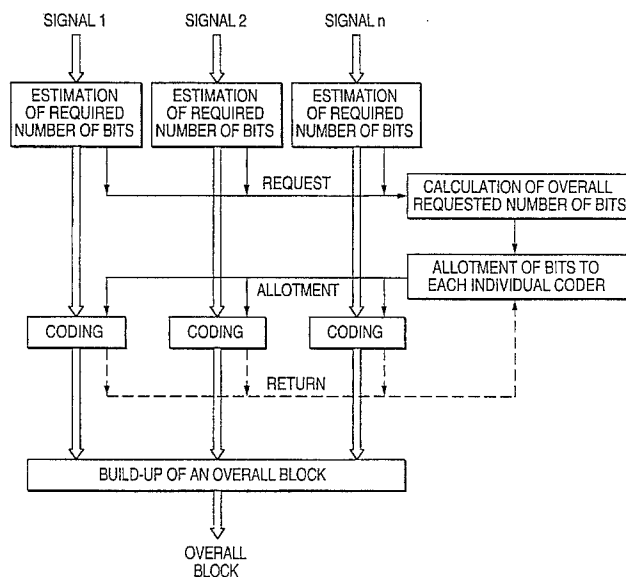 SIGNAL 1
SIGNAL 2
SIGNAL n
ESTIMATION
OF REQUIRED
NUMBER OF BITS
ESTIMATION
OF REQUIRED
NUMBER OF BITS
ESTIMATION
OF REQUIRED
NUMBER OF BITS
REQUEST
CALCULATION OF OVERALL
REQUESTED NUMBER OF BITS
ALLOTMENT OF BITS TO
EACH INDIVIDUAL CODER
ALLOTMENT
CODING
CODING
CODING
RETURN
BUILD-UP OF AN OVERALL BLOCK
OVERALL
BLOCK